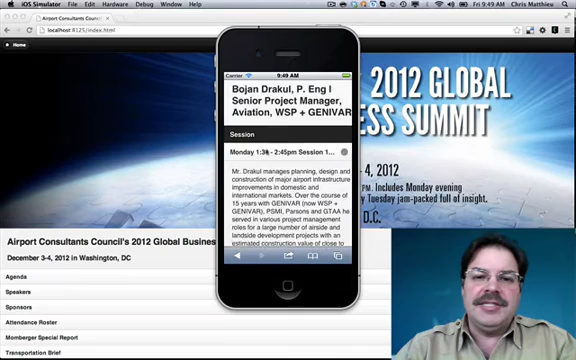 iOS Simulator File Edit Hardware Debug Window Help
Fri 9:49 AM Chris Matthieu
Airport Consultants Council's
localhost:8125/index.html
Home
2012 GLOBAL
ESS SUMMIT
- 4, 2012
PM. Includes Monday evening
Tuesday jam-packed full of insight.
D.C.
Carrier 9:49 AM
Bojan Drakul, P. Eng |
Senior Project Manager,
Aviation, WSP + GENIVAR
Session
Monday 1:30 - 2:45pm Session 1...
Mr. Drakul manages planning, design and
construction of major airport infrastructure
improvements in domestic and
international markets. Over the course of
15 years with GENIVAR (now WSP +
GENIVAR), PSMI, Parsons and GTAA he
served in various project management
roles for a large number of airside and
landside development projects with an
estimated construction value of close to
Airport Consultants Council's 2012 Global Business
December 3-4, 2012 in Washington, DC
Agenda
Speakers
Sponsors
Attendance Roster
Momberger Special Report
Transportation Brief